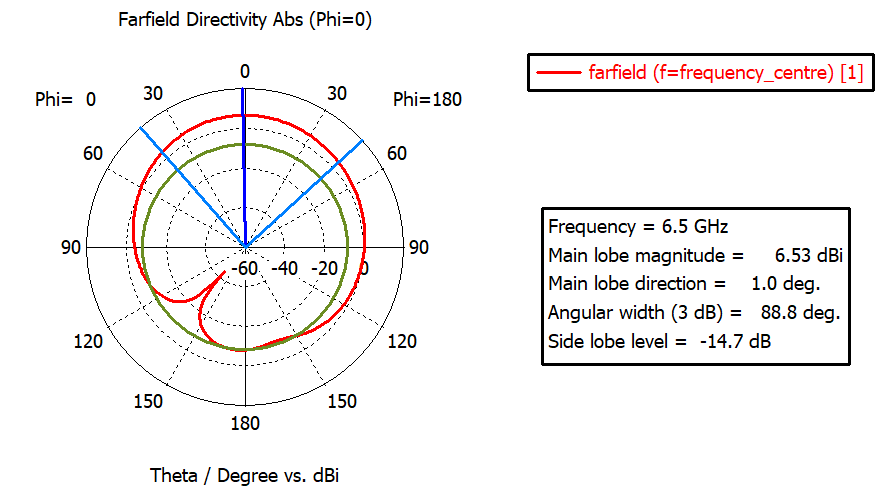 Farfield Directivity Abs (Phi=0)
farfield (f=frequency_centre) [1]
0
Phi= 0
30
30
Phi=180
60
60
90
-60 -40 -20 0
90
120
120
150
150
180
Frequency = 6.5 GHz
Main lobe magnitude = 6.53 dBi
Main lobe direction = 1.0 deg.
Angular width (3 dB) = 88.8 deg.
Side lobe level = -14.7 dB
Theta / Degree vs. dBi